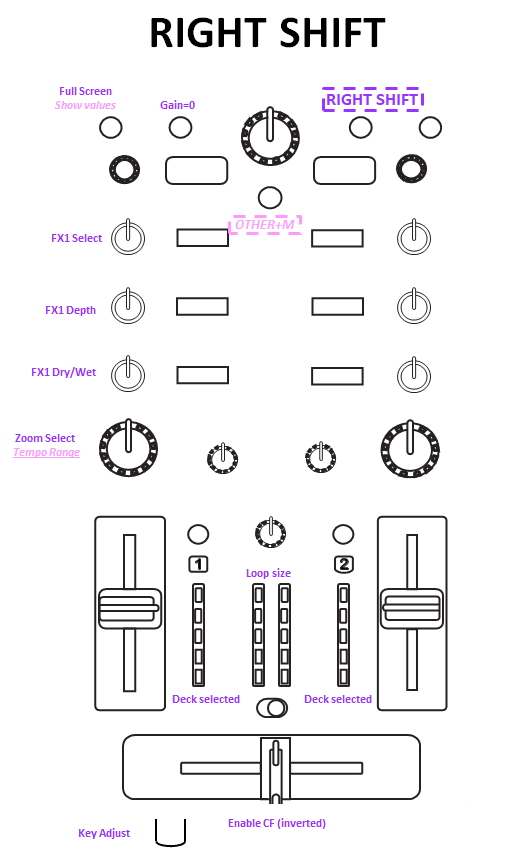 RIGHT SHIFT
Full Screen
Show values
Gain=0
RIGHT SHIFT
OTHER+M
FX1 Select
FX1 Depth
FX1 Dry/Wet
Zoom Select
Tempo Range
1
2
Loop size
Deck selected
Deck selected
Enable CF (inverted)
Key Adjust